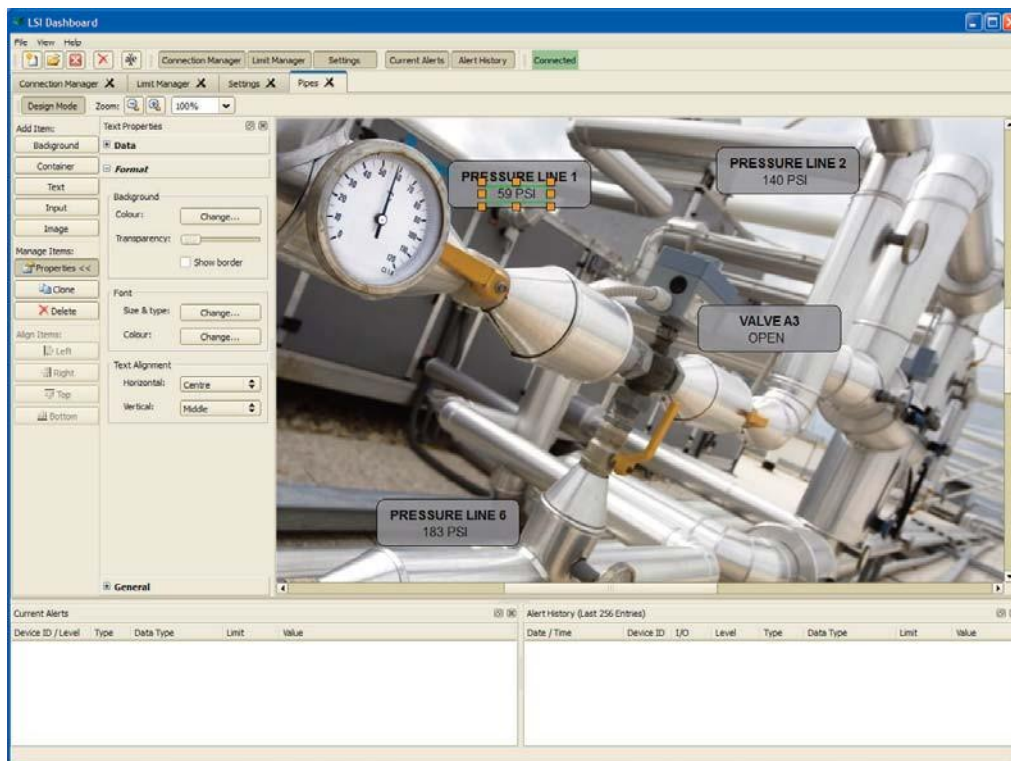 LSI Dashboard
File View Help
Connection Manager Limit Manager Settings Current Alerts Alert History Connected
Connection Manager Limit Manager Settings Pipes
Design Mode Zoom: 100%
Add Item:
Background
Container
Text
Input
Image
Manage Items:
Properties <<
Clone
Delete
Align Items:
Left
Right
Top
Bottom
Text Properties
Data
Format
Background
Colour: Change...
Transparency:
Show border
Font
Size & type: Change...
Colour: Change...
Text Alignment
Horizontal: Centre
Vertical: Middle
General
PRESSURE LINE 1
59 PSI
PRESSURE LINE 2
140 PSI
VALVE A3
OPEN
PRESSURE LINE 6
183 PSI
Current Alerts
Device ID / Level Type Data Type Limit Value
Alert History (Last 256 Entries)
Date / Time Device ID I/O Level Type Data Type Limit Value